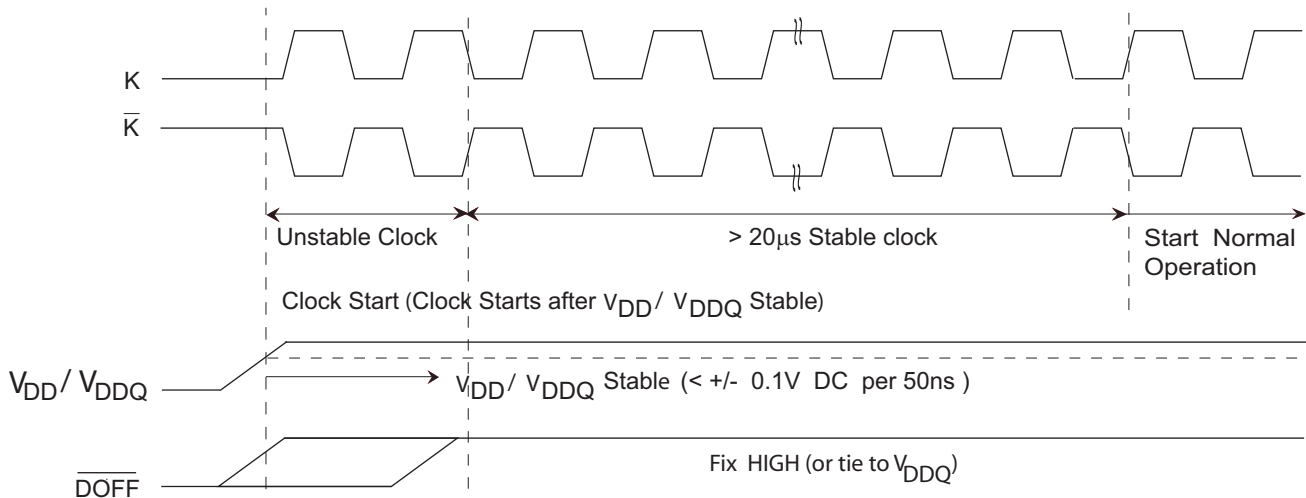 K
K̅
Unstable Clock
> 20μs Stable clock
Start Normal
Operation
Clock Start (Clock Starts after VDD / VDDQ Stable)
VDD / VDDQ
VDD / VDDQ Stable (< +/- 0.1V DC per 50ns )
D̅O̅F̅F̅
Fix HIGH (or tie to VDDQ)